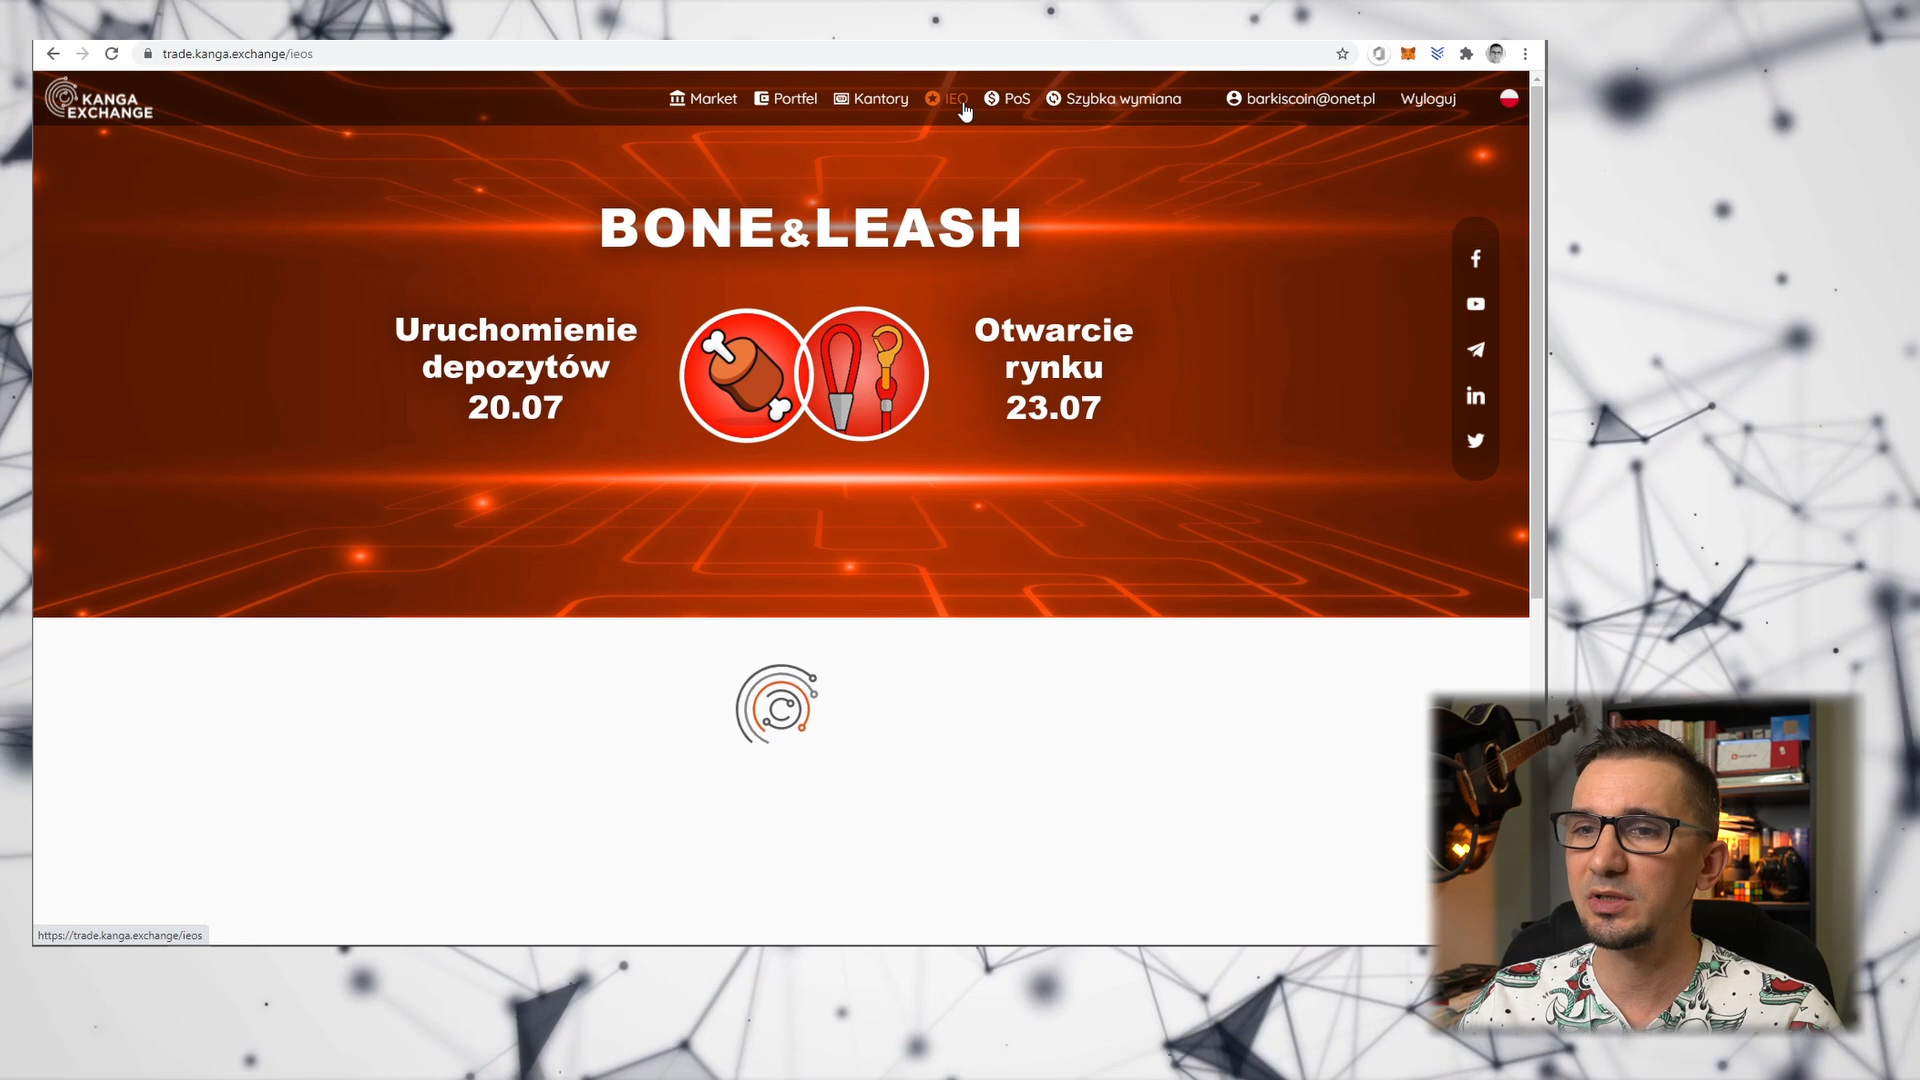 trade.kanga.exchange/ieos
KANGA
EXCHANGE
Market
Portfel
Kantory
IEO
PoS
Szybka wymiana
barkiscoin@onet.pl
Wyloguj
BONE&LEASH
Uruchomienie
depozytów
20.07
Otwarcie
rynku
23.07
https://trade.kanga.exchange/ieos